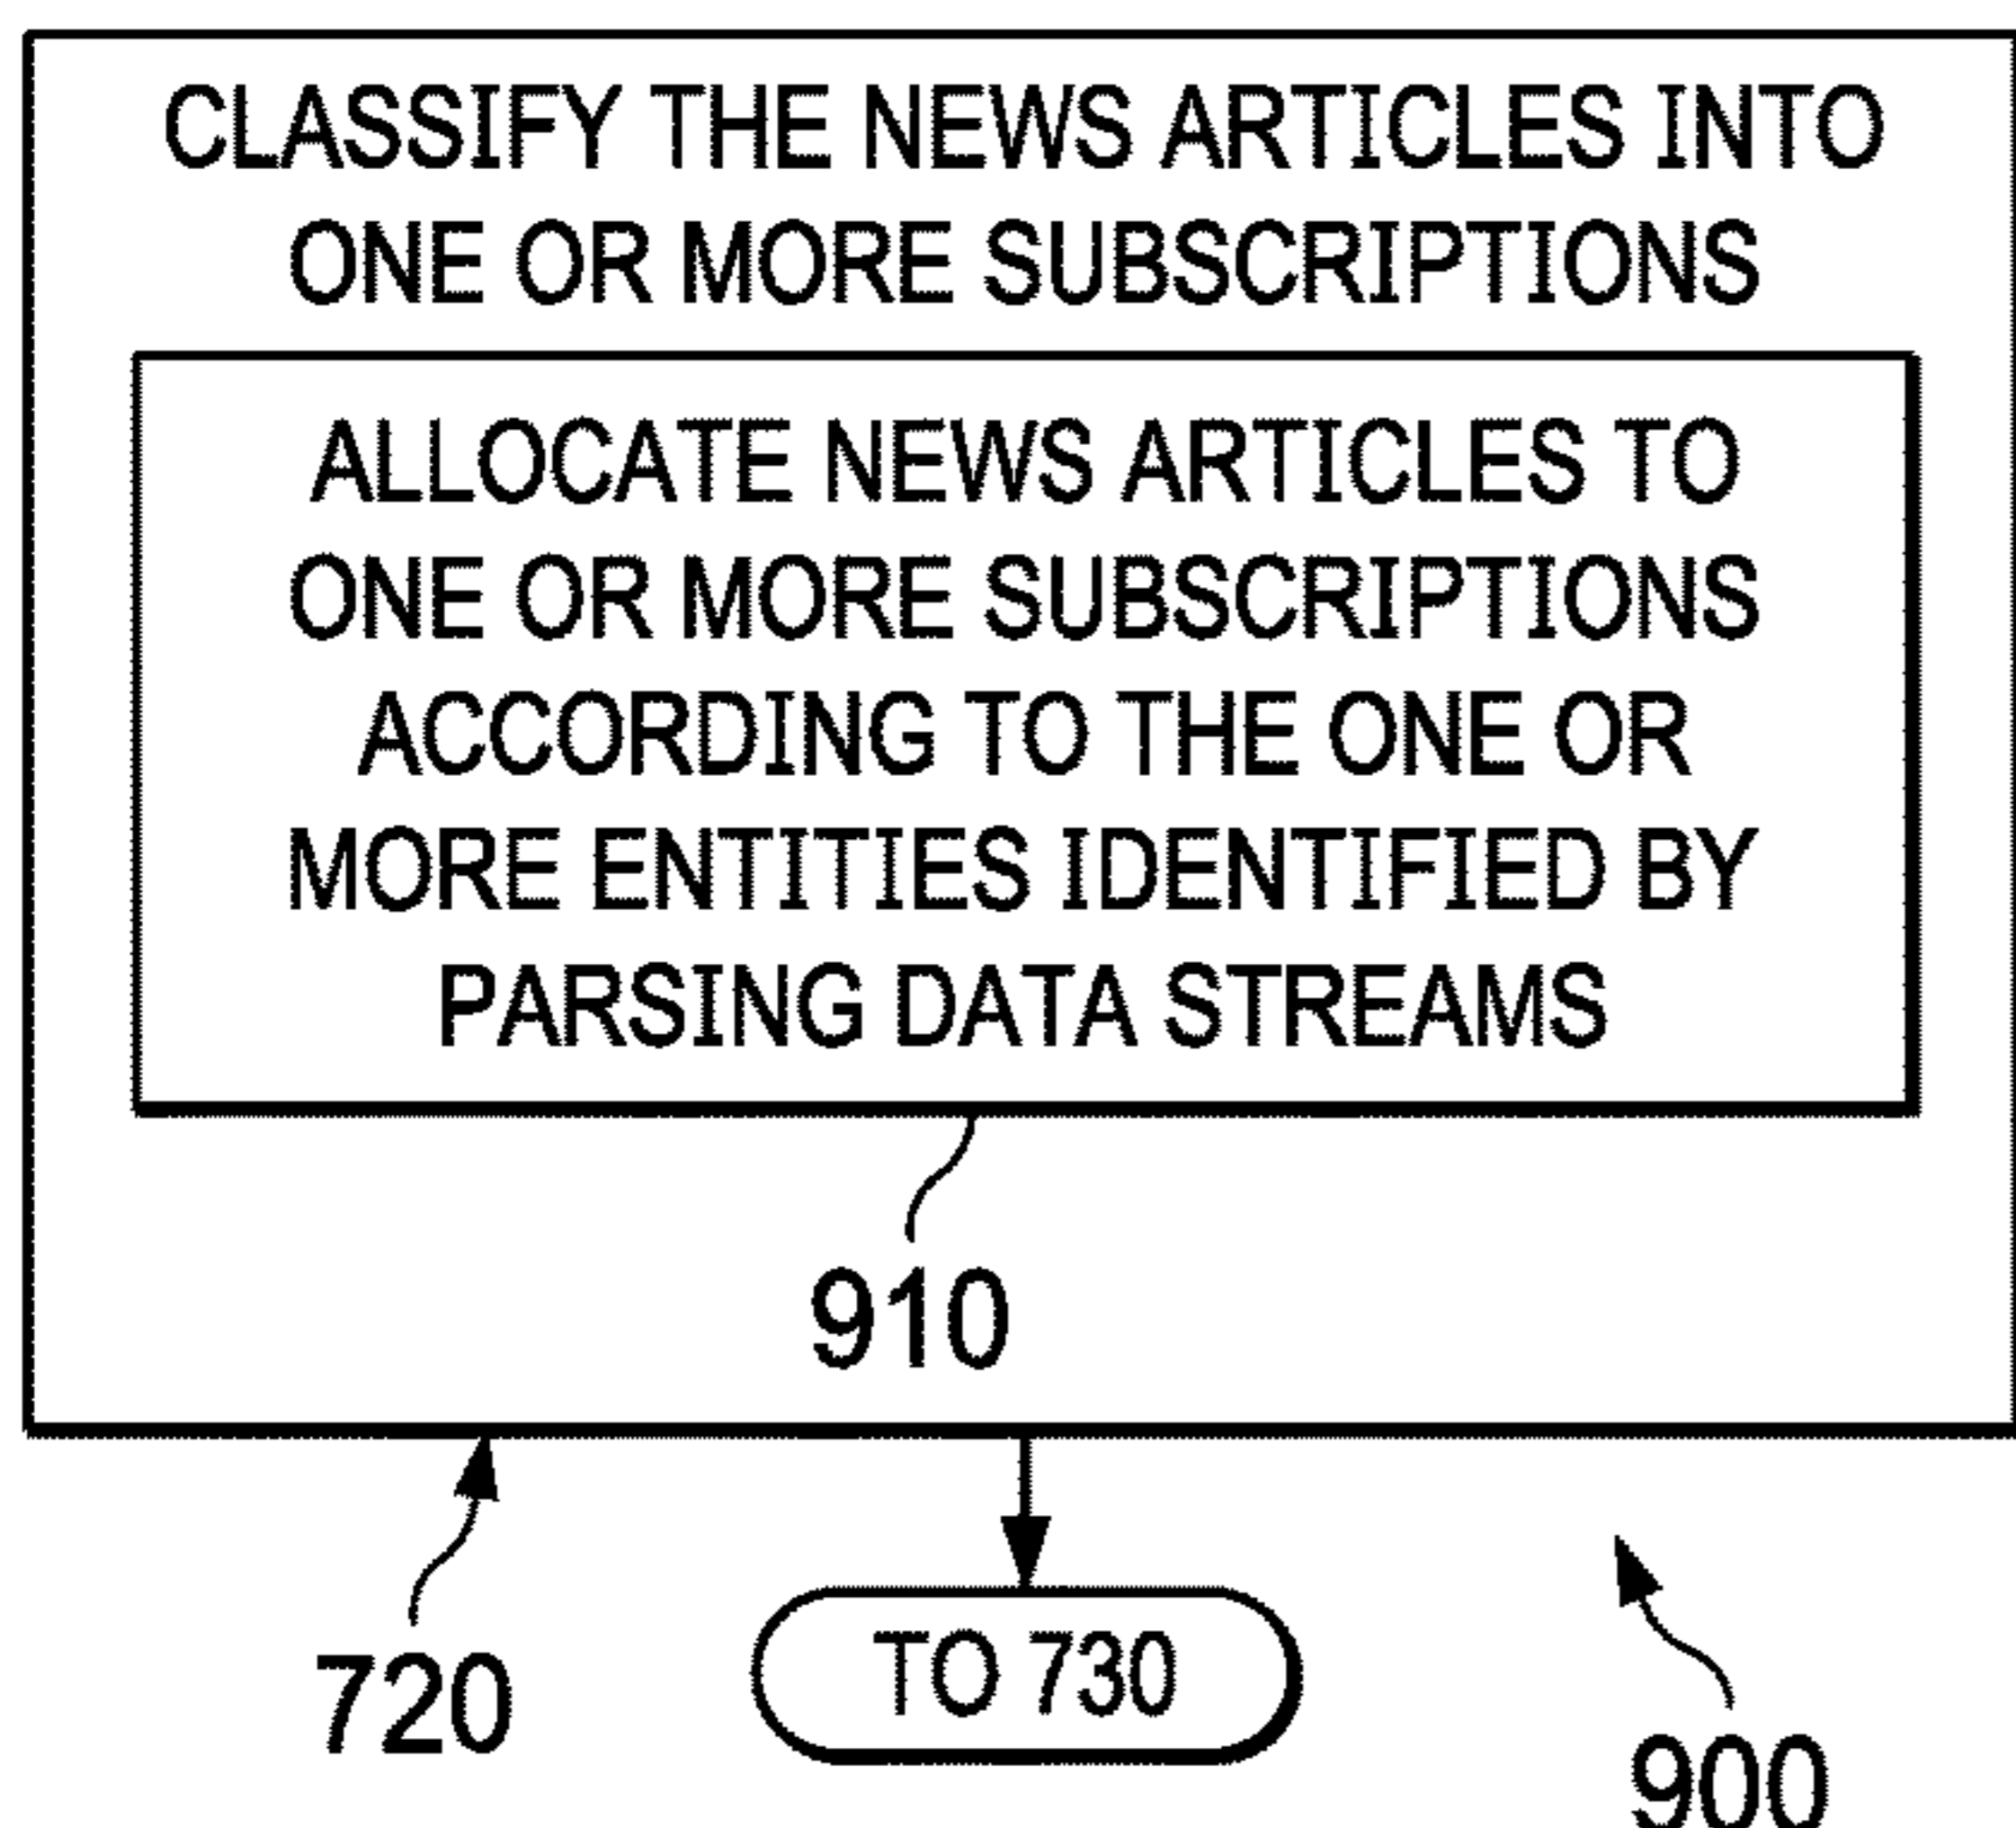 CLASSIFY THE NEWS ARTICLES INTO
ONE OR MORE SUBSCRIPTIONS
ALLOCATE NEWS ARTICLES TO
ONE OR MORE SUBSCRIPTIONS
ACCORDING TO THE ONE OR
MORE ENTITIES IDENTIFIED BY
PARSING DATA STREAMS
910
720
TO 730
900